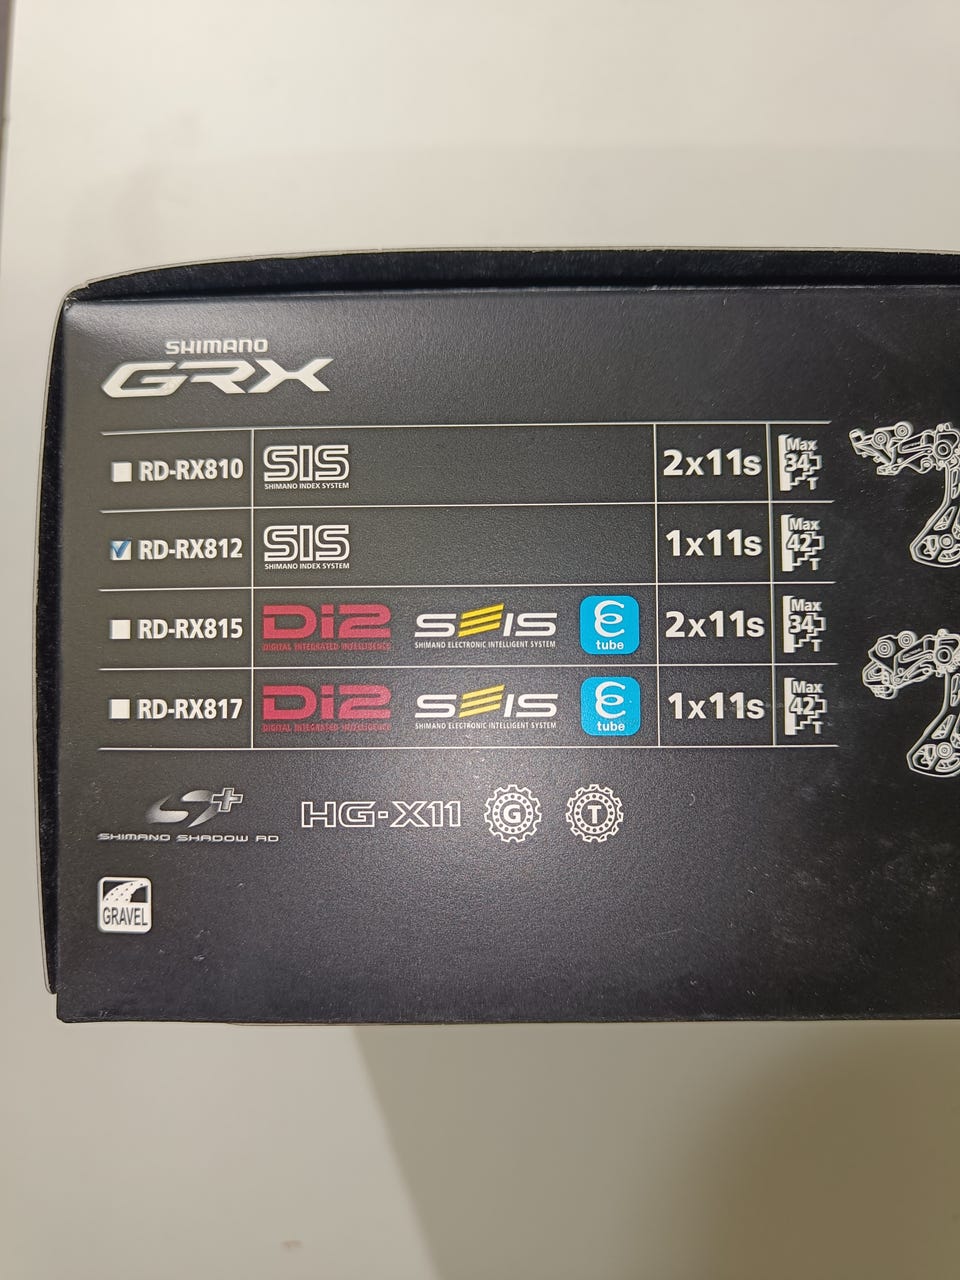 SHIMANO
GRX
RD-RX810 SIS SHIMANO INDEX SYSTEM 2x11s Max 34T
RD-RX812 SIS SHIMANO INDEX SYSTEM 1x11s Max 42T
RD-RX815 Di2 DIGITAL INTEGRATED INTELLIGENCE SEIS SHIMANO ELECTRONIC INTELLIGENT SYSTEM E tube 2x11s Max 34T
RD-RX817 Di2 DIGITAL INTEGRATED INTELLIGENCE SEIS SHIMANO ELECTRONIC INTELLIGENT SYSTEM E tube 1x11s Max 42T
S+ SHIMANO SHADOW RD HG-X11 G T
GRAVEL